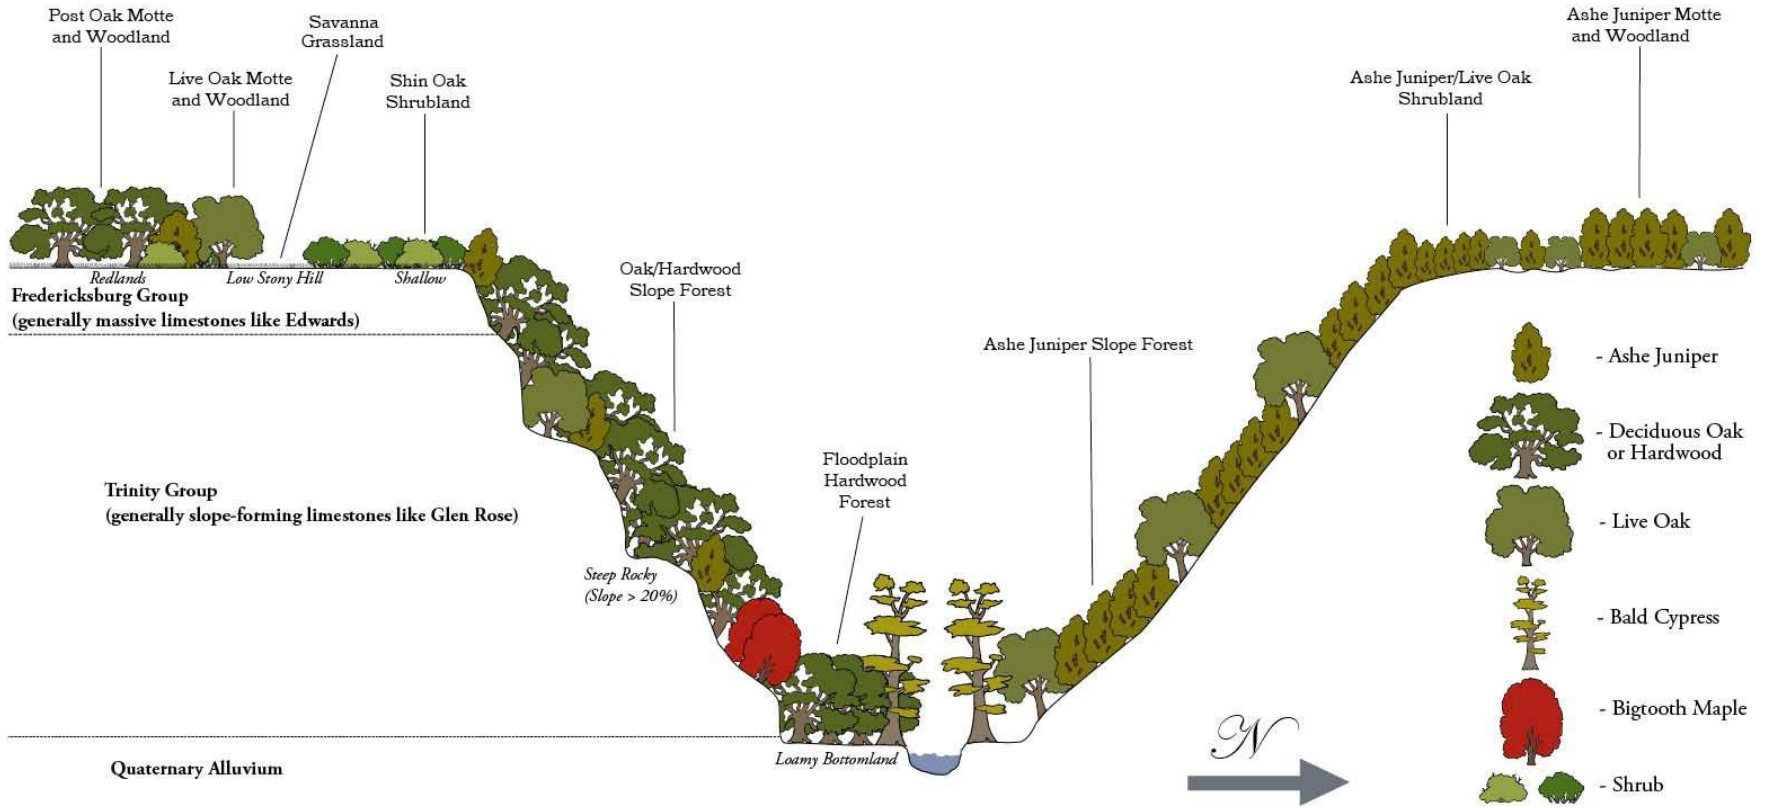 Post Oak Motte
and Woodland
Live Oak Motte
and Woodland
Savanna
Grassland
Shin Oak
Shrubland
Ashe Juniper/Live Oak
Shrubland
Ashe Juniper Motte
and Woodland
Redlands
Low Stony Hill
Shallow
Fredericksburg Group
(generally massive limestones like Edwards)
Oak/Hardwood
Slope Forest
Ashe Juniper Slope Forest
Floodplain
Hardwood
Forest
Trinity Group
(generally slope-forming limestones like Glen Rose)
Steep Rocky
(Slope > 20%)
Loamy Bottomland
Quaternary Alluvium
N
- Ashe Juniper
- Deciduous Oak
or Hardwood
- Live Oak
- Bald Cypress
- Bigtooth Maple
- Shrub